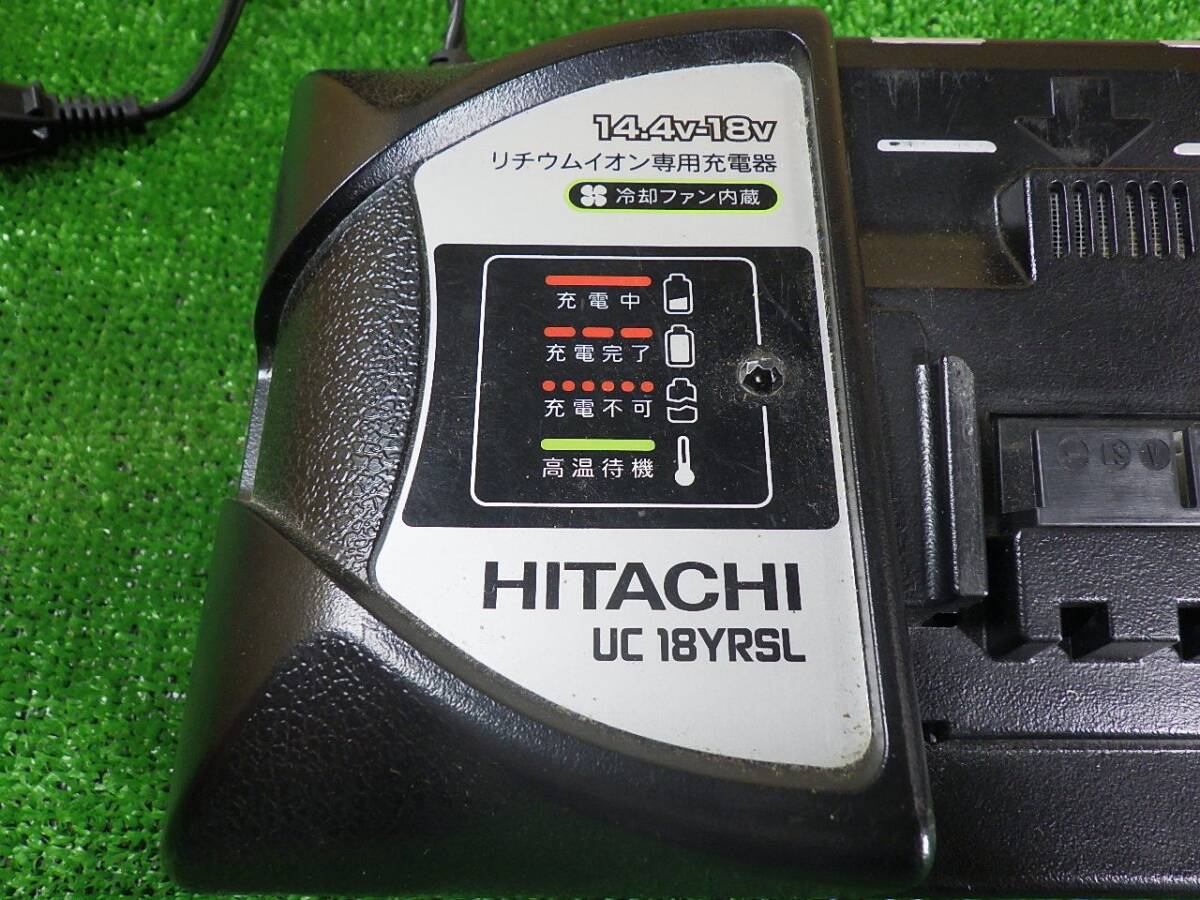 14.4v-18v
リチウムイオン専用充電器
冷却ファン内蔵
充電中
充電完了
充電不可
高温待機
HITACHI
UC 18YRSL